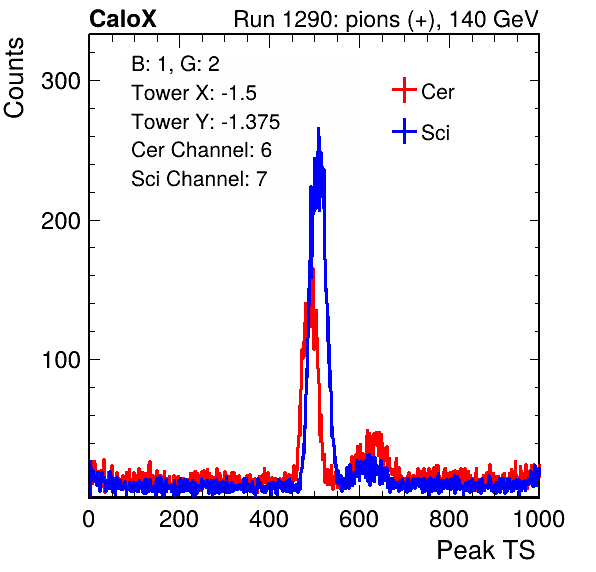 CaloX Run 1290: pions (+), 140 GeV
Counts
B: 1, G: 2
Tower X: -1.5
Tower Y: -1.375
Cer Channel: 6
Sci Channel: 7
Cer
Sci
300
200
100
0 200 400 600 800 1000
Peak TS